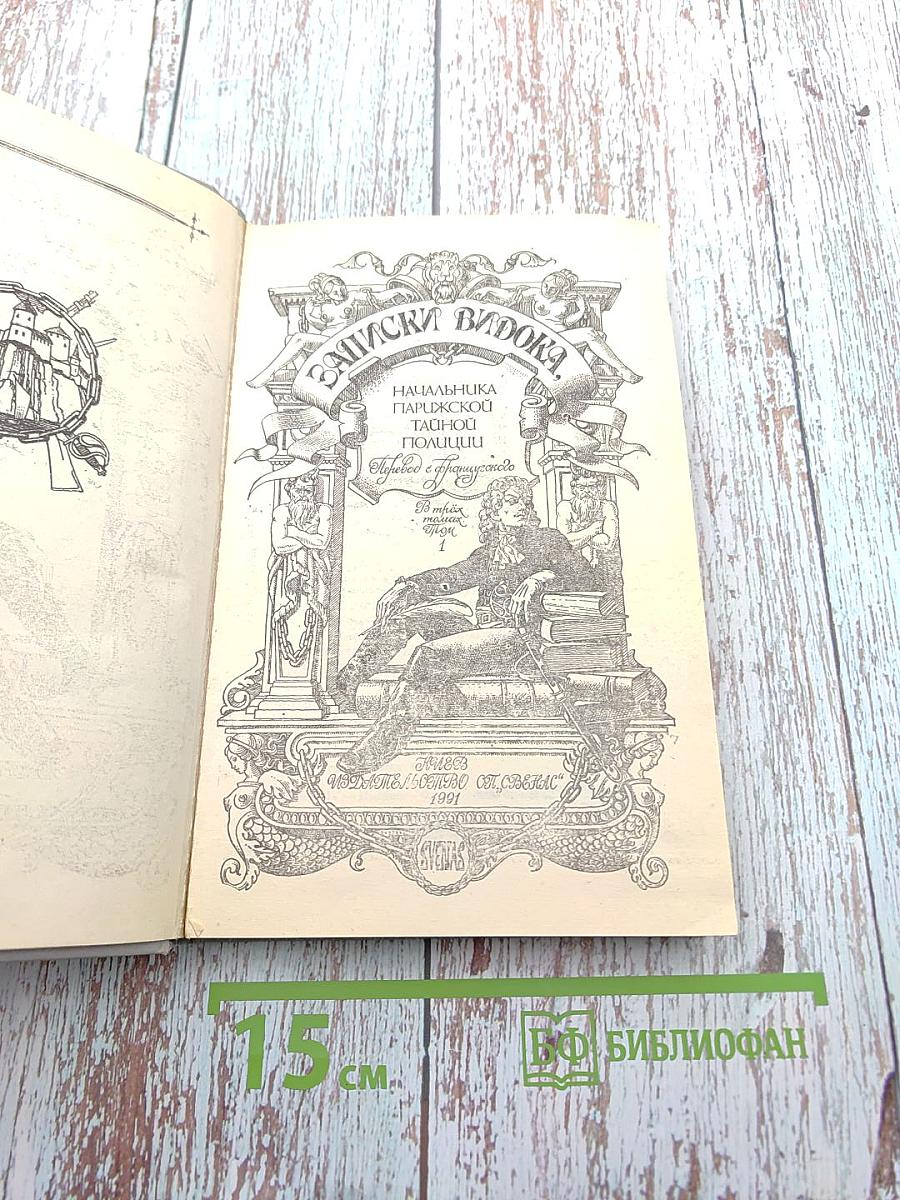 ЗАПИСКИ ВИДОКА,
НАЧАЛЬНИКА
ПАРИЖСКОЙ
ТАЙНОЙ
ПОЛИЦИИ
Перевод с французского
В трёх
томах
Том
1
КИЕВ
ИЗДАТЕЛЬСТВО СП „СВЕНАС“
1991
SVENAS
15 см
БФ БИБЛИОФАН